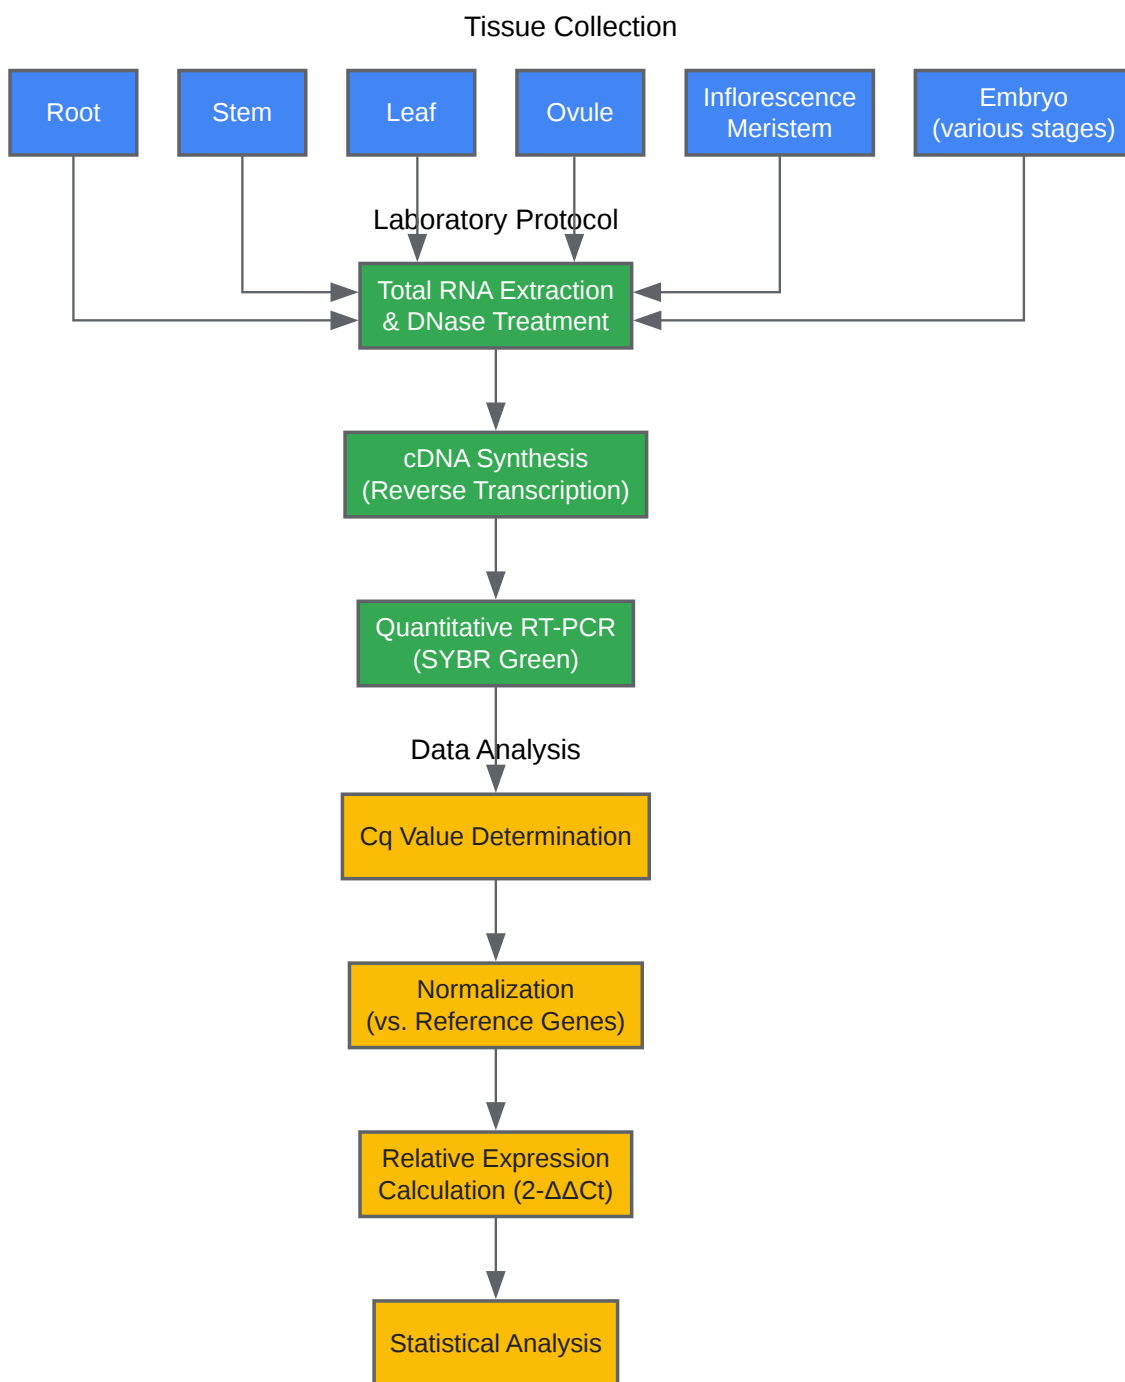 Tissue Collection
Root
Stem
Leaf
Ovule
Inflorescence
Meristem
Embryo
(various stages)
Laboratory Protocol
Total RNA Extraction
& DNase Treatment
cDNA Synthesis
(Reverse Transcription)
Quantitative RT-PCR
(SYBR Green)
Data Analysis
Cq Value Determination
Normalization
(vs. Reference Genes)
Relative Expression
Calculation (2-ΔΔCt)
Statistical Analysis